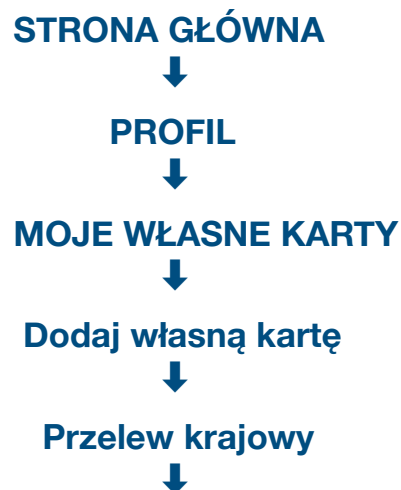 STRONA GŁÓWNA
PROFIL
MOJE WŁASNE KARTY
Dodaj własną kartę
Przelew krajowy